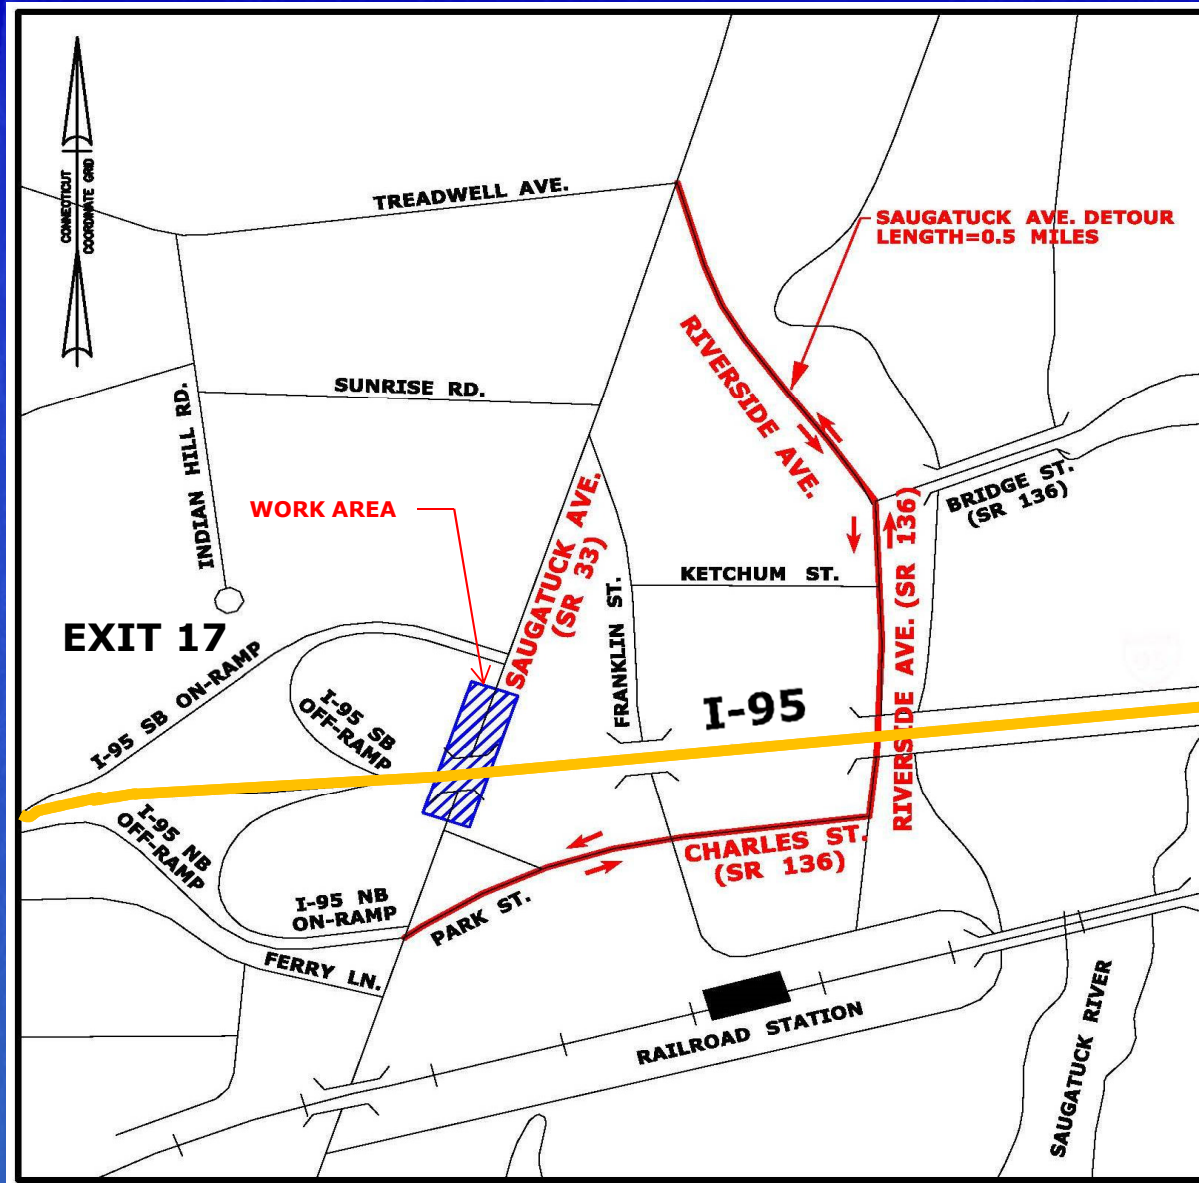 CONNECTICUT
COORDINATE GRID
TREADWELL AVE.
SAUGATUCK AVE. DETOUR
LENGTH=0.5 MILES
RIVERSIDE AVE.
SUNRISE RD.
INDIAN HILL RD.
WORK AREA
SAUGATUCK AVE.
(SR 33)
BRIDGE ST.
(SR 136)
KETCHUM ST.
FRANKLIN ST.
RIVERSIDE AVE. (SR 136)
EXIT 17
I-95 SB ON-RAMP
I-95 SB
OFF-RAMP
I-95
I-95 NB
OFF-RAMP
I-95 NB
ON-RAMP
CHARLES ST.
(SR 136)
PARK ST.
FERRY LN.
RAILROAD STATION
SAUGATUCK RIVER